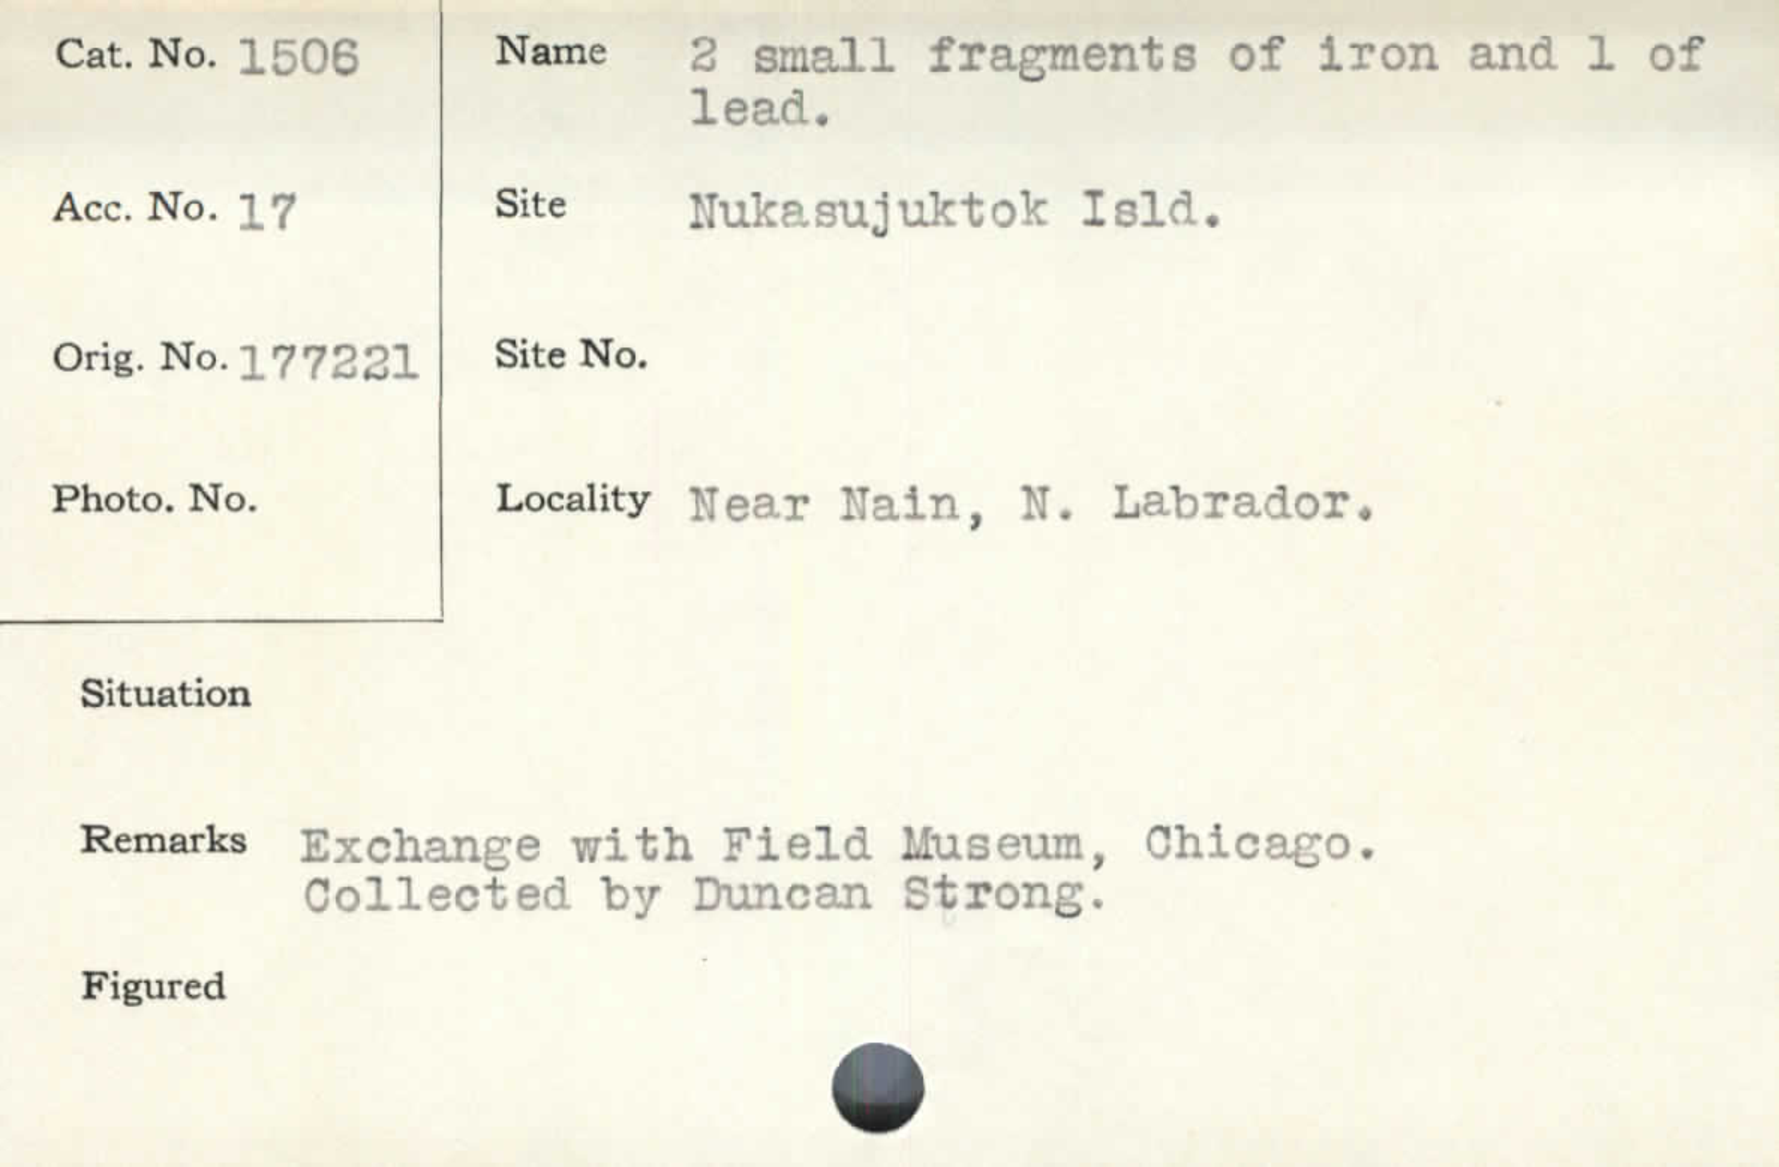 Cat. No. 1506
Name 2 small fragments of iron and 1 of
lead.
Acc. No. 17
Site Nukasujuktok Isld.
Orig. No. 177221
Site No.
Photo. No.
Locality Near Nain, N. Labrador.
Situation
Remarks Exchange with Field Museum, Chicago.
Collected by Duncan Strong.
Figured